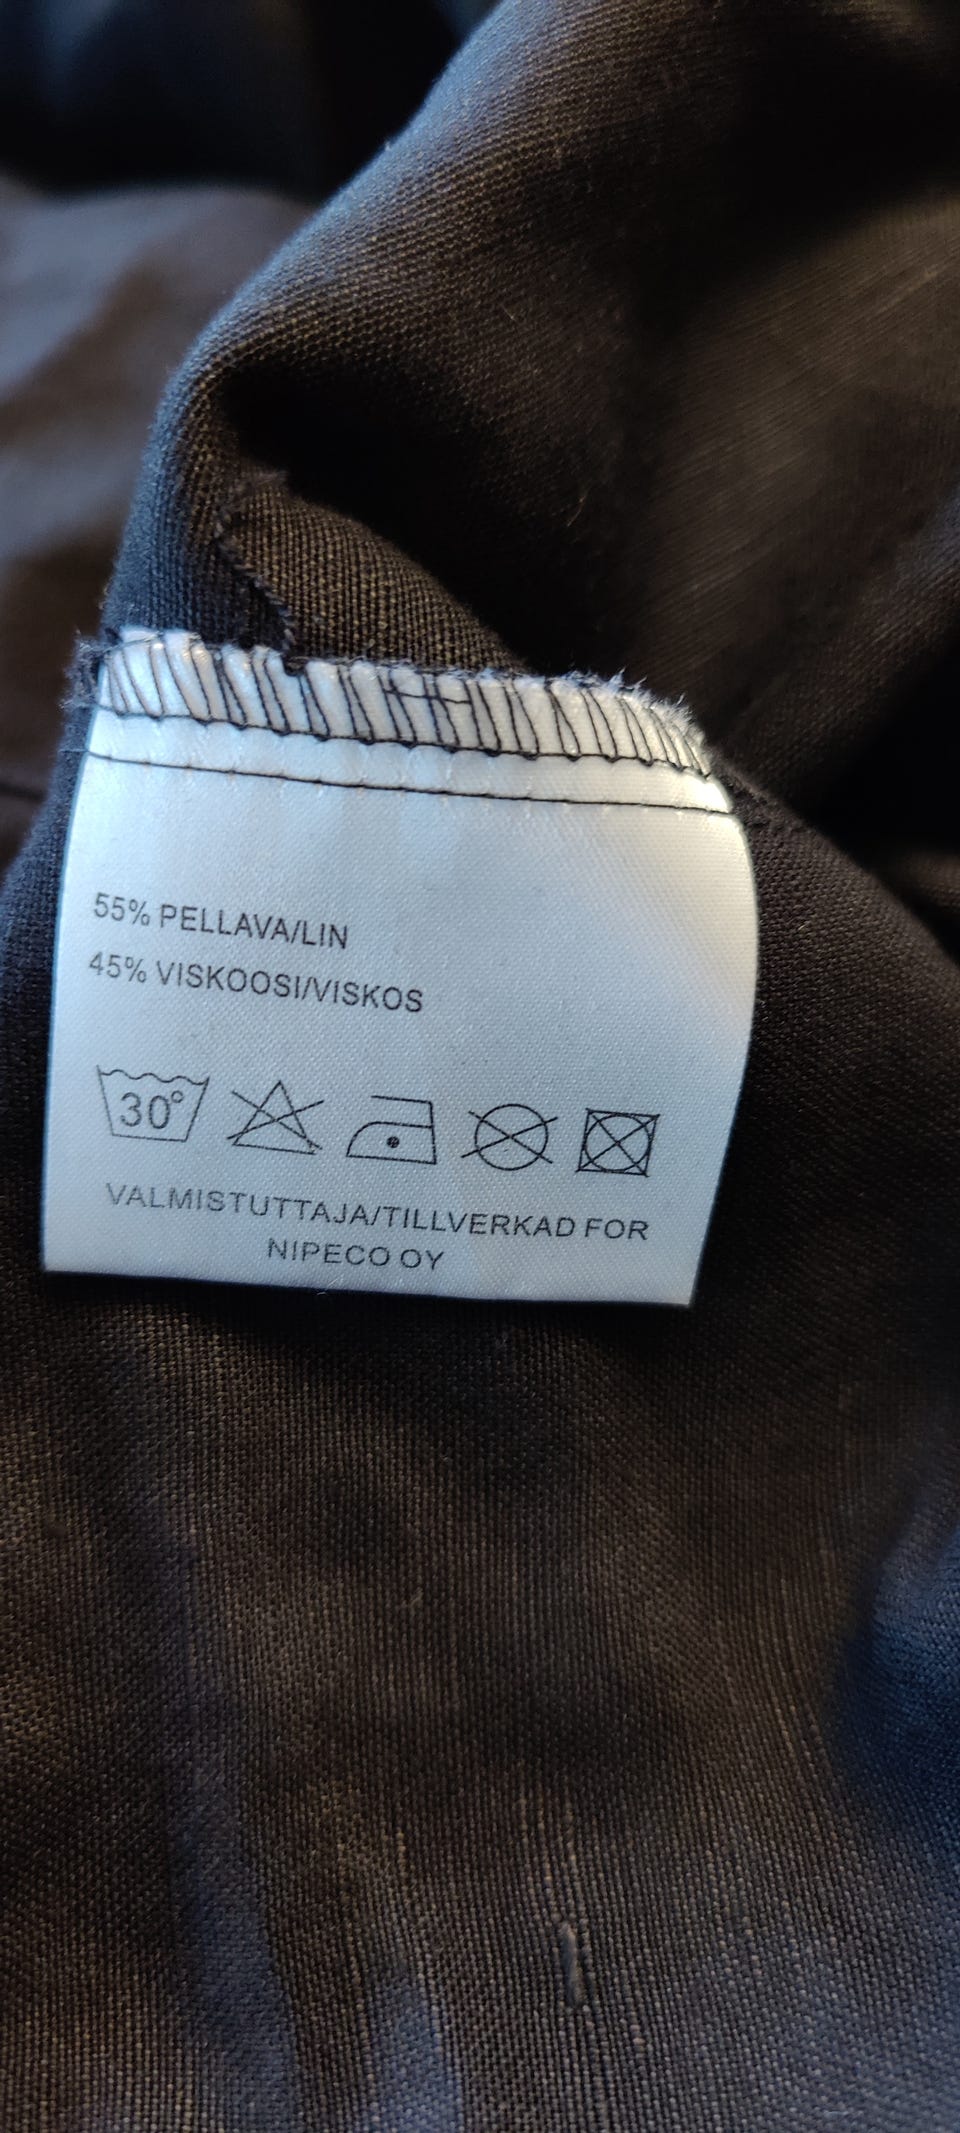 55% PELLAVA/LIN
45% VISKOOSI/VISKOS
30°
VALMISTUTTAJA/TILLVERKAD FOR
NIPECO OY